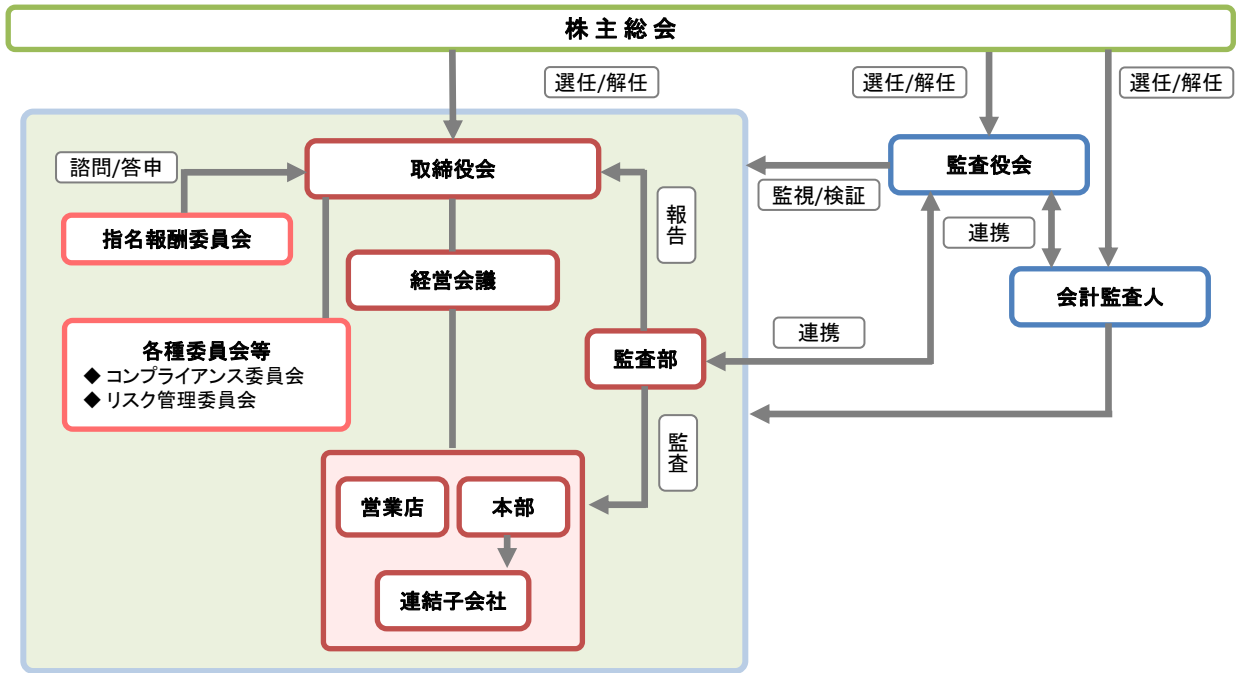 株主総会
選任/解任
選任/解任
選任/解任
諮問/答申
取締役会
監査役会
監視/検証
報告
連携
指名報酬委員会
経営会議
会計監査人
連携
各種委員会等
◆ コンプライアンス委員会
◆ リスク管理委員会
監査部
監査
営業店
本部
連結子会社